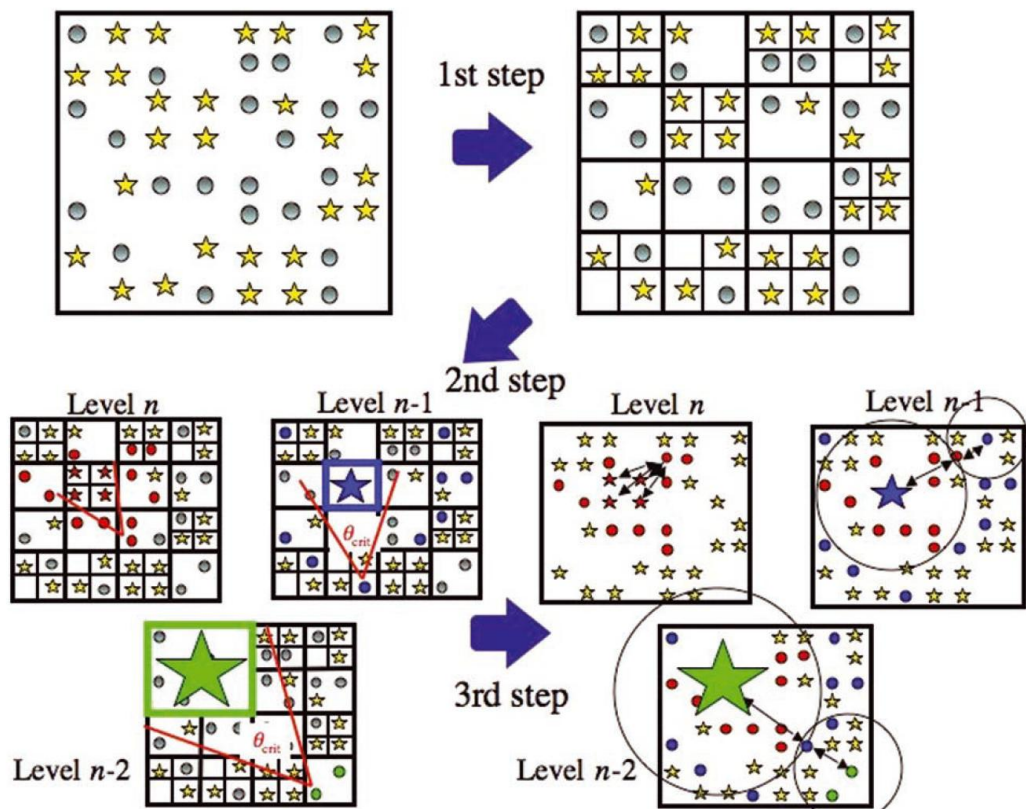 1st step
2nd step
Level n
Level n-1
Level n
Level n-1
θcrit
3rd step
θcrit
Level n-2
Level n-2